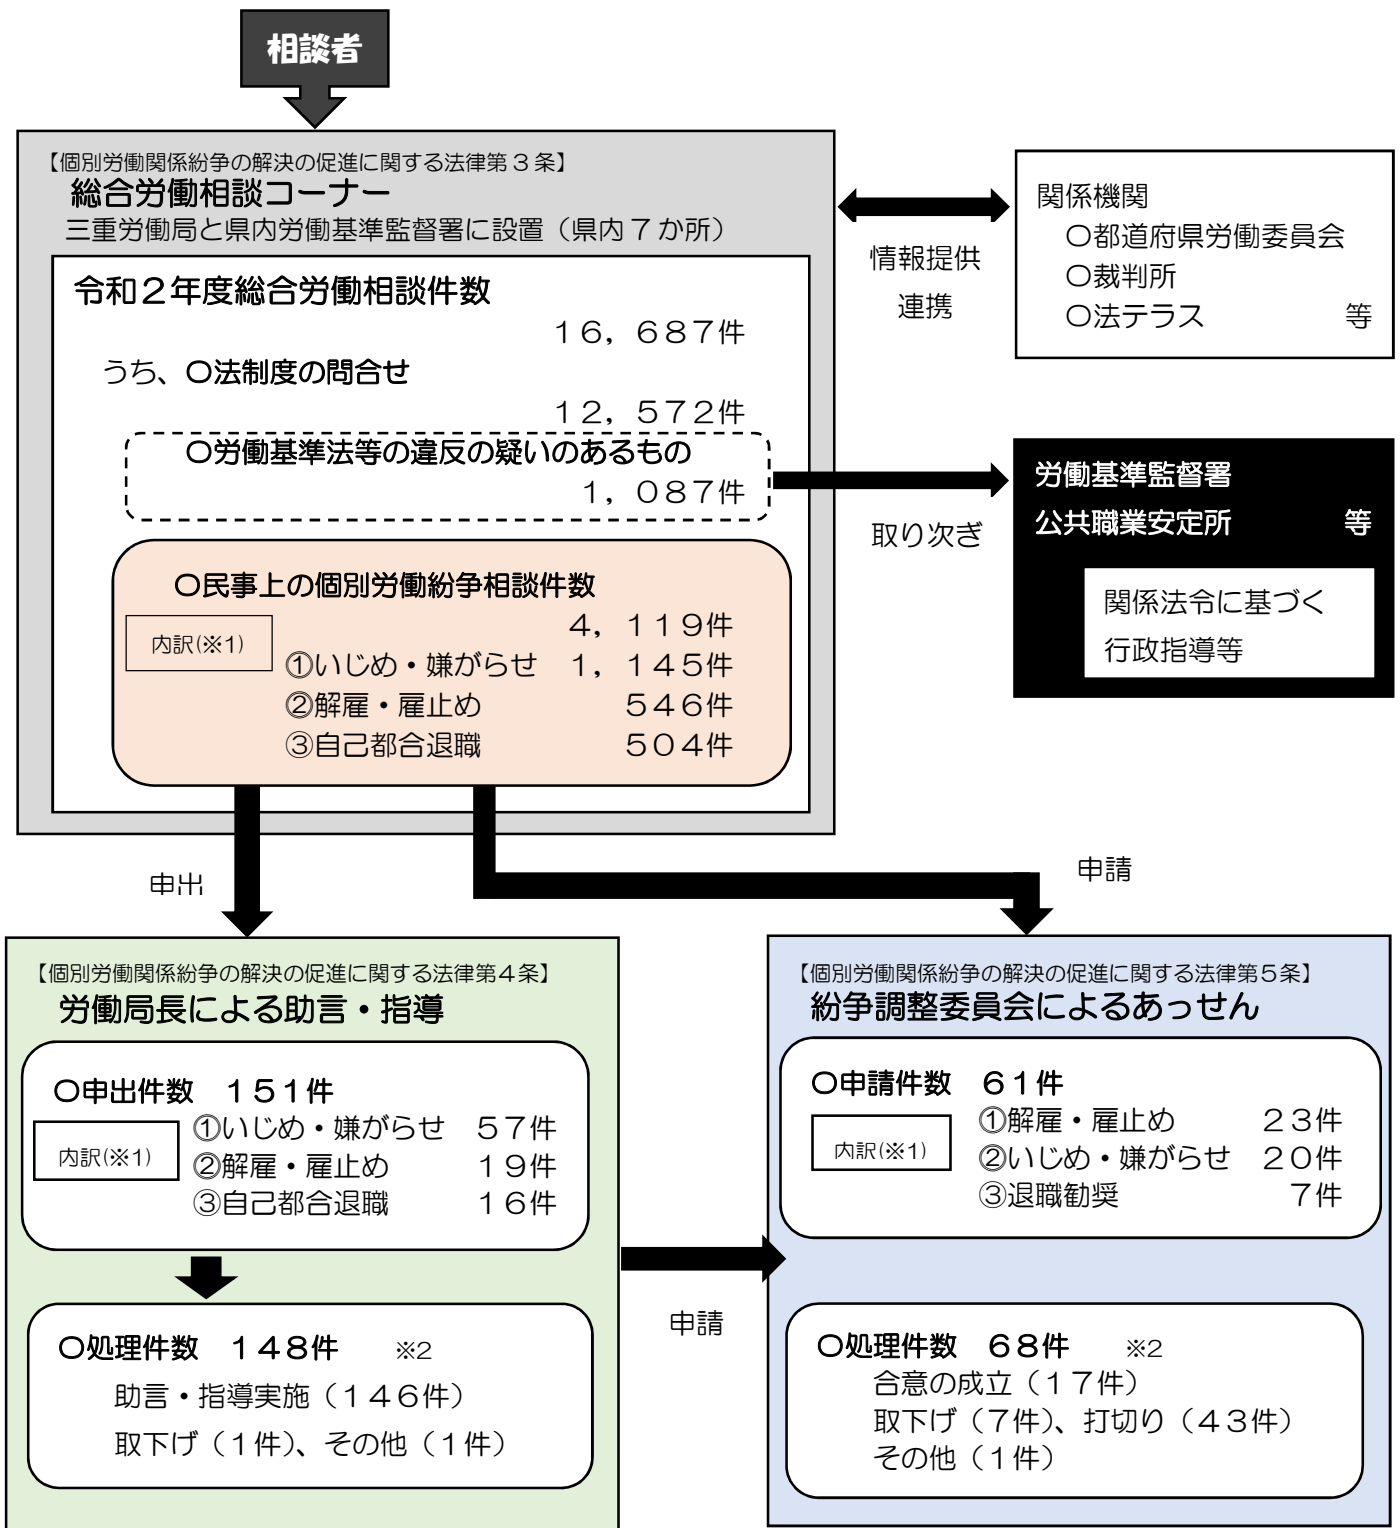 相談者
【個別労働関係紛争の解決の促進に関する法律第３条】
総合労働相談コーナー
三重労働局と県内労働基準監督署に設置（県内７か所）
令和２年度総合労働相談件数
１６，６８７件
うち、〇法制度の問合せ
１２，５７２件
〇労働基準法等の違反の疑いのあるもの
１，０８７件
〇民事上の個別労働紛争相談件数
４，１１９件
内訳(※1)
①いじめ・嫌がらせ　１，１４５件
②解雇・雇止め　５４６件
③自己都合退職　５０４件
情報提供
連携
関係機関
〇都道府県労働委員会
〇裁判所
〇法テラス　等
取り次ぎ
労働基準監督署
公共職業安定所　等
関係法令に基づく
行政指導等
申出
申請
【個別労働関係紛争の解決の促進に関する法律第４条】
労働局長による助言・指導
〇申出件数　１５１件
内訳(※1)
①いじめ・嫌がらせ　５７件
②解雇・雇止め　１９件
③自己都合退職　１６件
〇処理件数　１４８件　※2
助言・指導実施（１４６件）
取下げ（１件）、その他（１件）
申請
【個別労働関係紛争の解決の促進に関する法律第５条】
紛争調整委員会によるあっせん
〇申請件数　６１件
内訳(※1)
①解雇・雇止め　２３件
②いじめ・嫌がらせ　２０件
③退職勧奨　７件
〇処理件数　６８件　※2
合意の成立（１７件）
取下げ（７件）、打切り（４３件）
その他（１件）